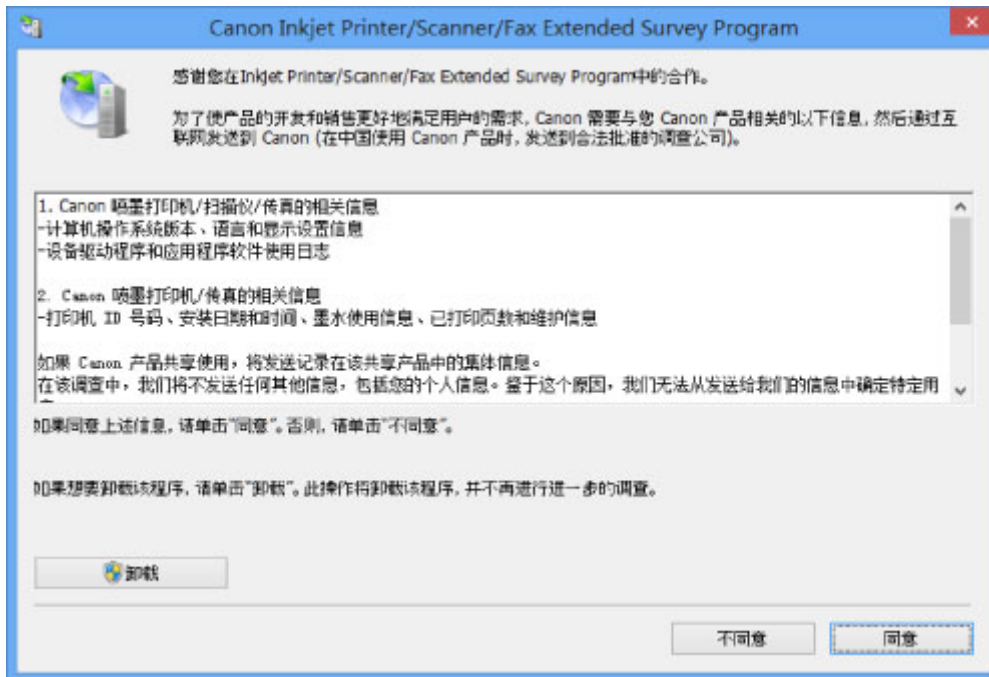 Canon Inkjet Printer/Scanner/Fax Extended Survey Program
感谢您在Inkjet Printer/Scanner/Fax Extended Survey Program中的合作。
为了使产品的开发和销售更好地满足用户的需求, Canon 需要与您 Canon 产品相关的以下信息, 然后通过互
联网发送到 Canon (在中国使用 Canon 产品时, 发送到合法批准的调查公司)。
1. Canon 喷墨打印机/扫描仪/传真的相关信息
-计算机操作系统版本、语言和显示设置信息
-设备驱动程序和应用程序软件使用日志
2. Canon 喷墨打印机/传真的相关信息
-打印机 ID 号码、安装日期和时间、墨水使用信息、已打印页数和维护信息
如果 Canon 产品共享使用，将发送记录在该共享产品中的集体信息。
在该调查中，我们将不发送任何其他信息，包括您的个人信息。鉴于这个原因，我们无法从发送给我们的信息中确定特定用
如果同意上述信息, 请单击"同意"。否则, 请单击"不同意"。
如果想要卸载该程序, 请单击"卸载"。此操作将卸载该程序, 并不再进行进一步的调查。
卸载
不同意 同意